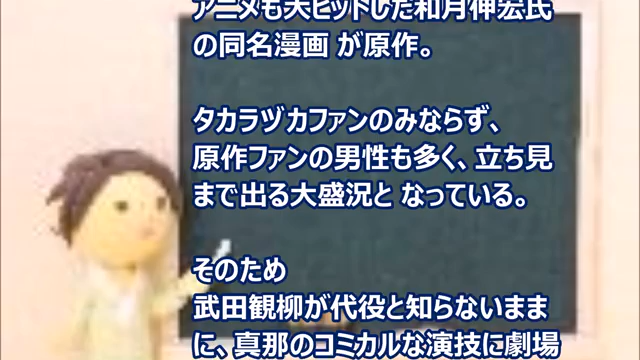 アニメも大ヒットした和月伸宏氏
の同名漫画 が原作。
タカラヅカファンのみならず、
原作ファンの男性も多く、立ち見
まで出る大盛況と なっている。
そのため
武田観柳が代役と知らないまま
に、真那のコミカルな演技に劇場